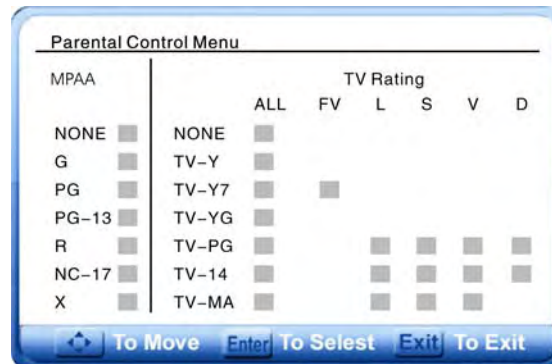 Parental Control Menu
MPAA TV Rating
ALL FV L S V D
NONE NONE
G TV-Y
PG TV-Y7
PG-13 TV-YG
R TV-PG
NC-17 TV-14
X TV-MA
To Move Enter To Selest Exit To Exit